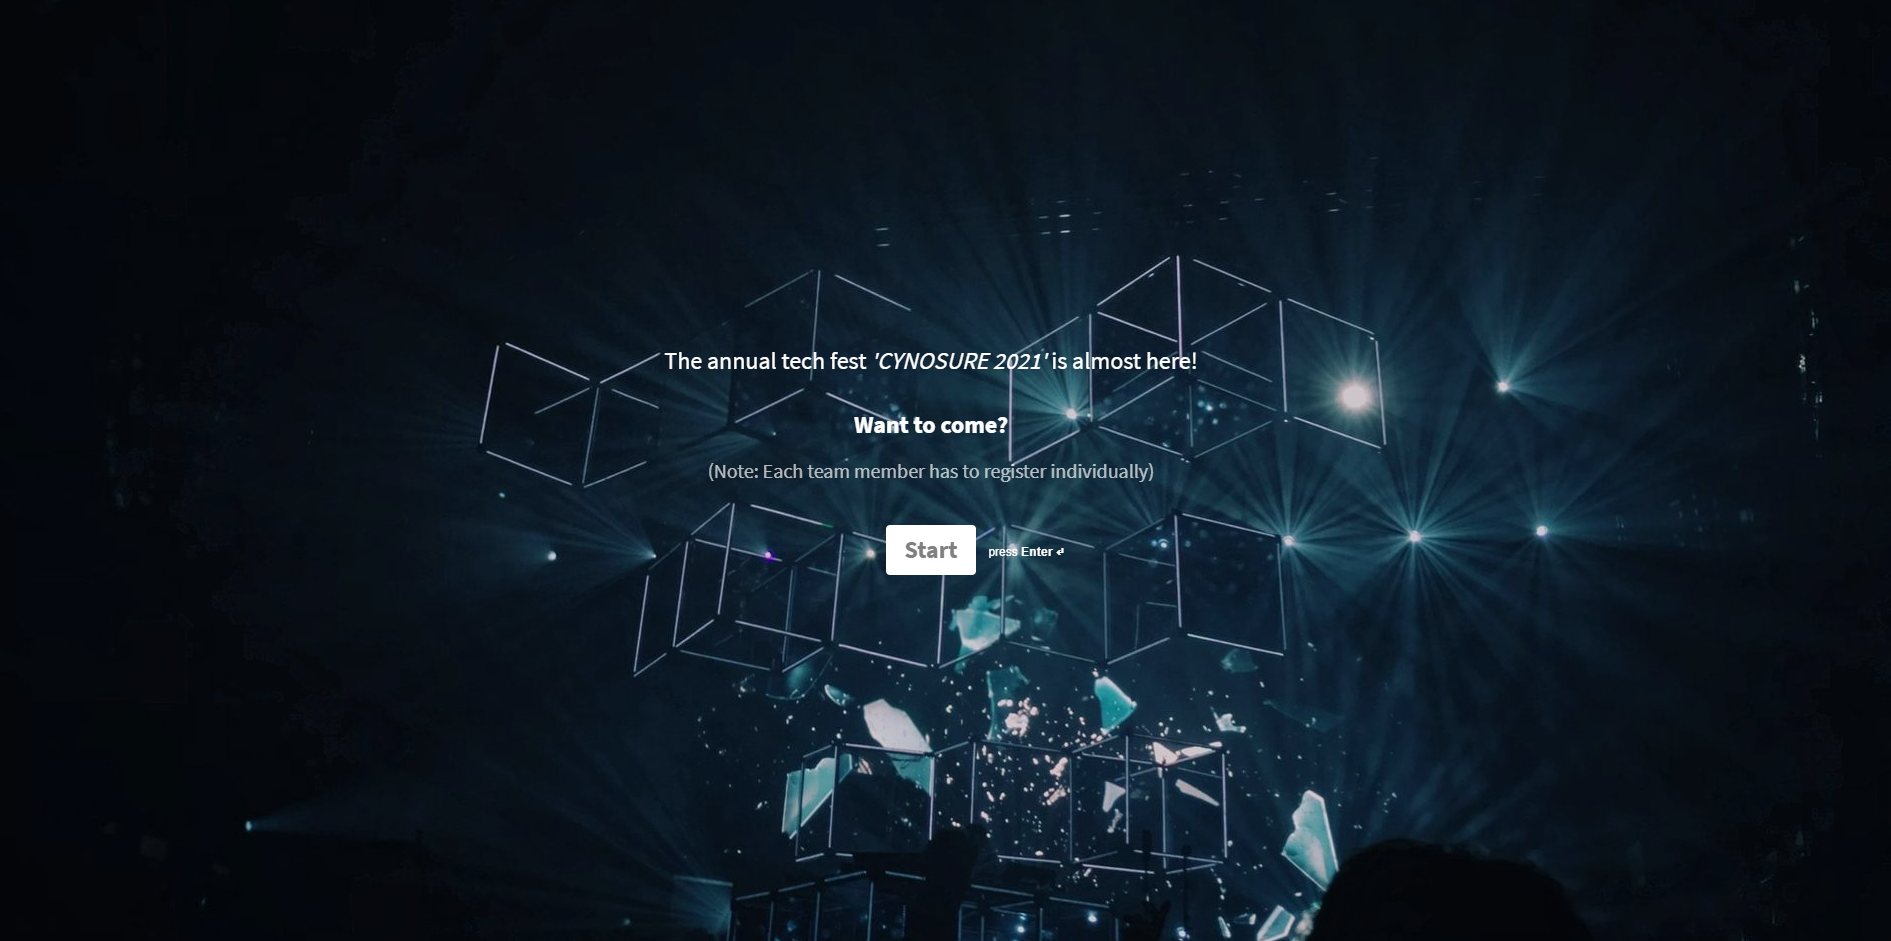 The annual tech fest 'CYNOSURE 2021' is almost here!
Want to come?
(Note: Each team member has to register individually)
Start
press Enter ↵